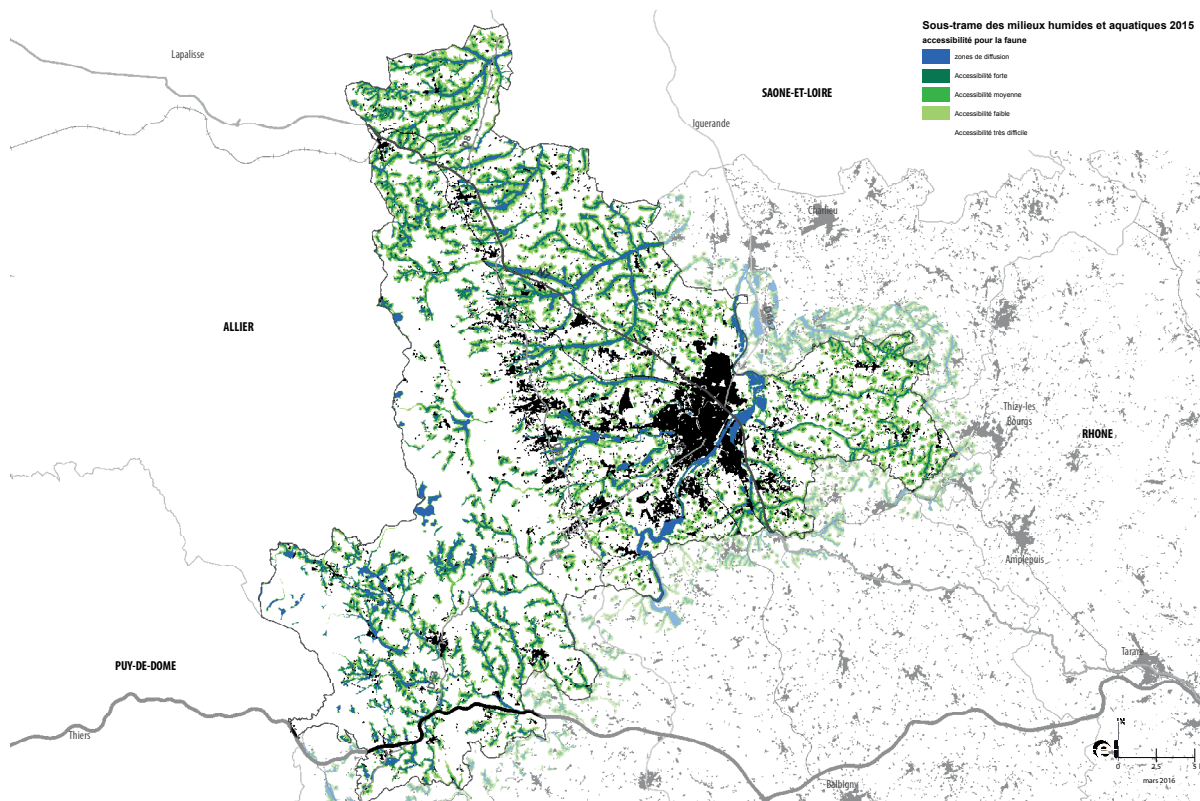 Sous-trame des milieux humides et aquatiques 2015
accessibilité pour la faune
zones de diffusion
Accessibilité forte
Accessibilité moyenne
Accessibilité faible
Accessibilité très difficile
Lapalisse
SAONE-ET-LOIRE
Iguerande
Charlieu
ALLIER
Thizy-les
Bourgs
RHONE
Amplepuis
PUY-DE-DOME
Tarare
Thiers
Balbigny
N
0 2,5 5
mars 2016